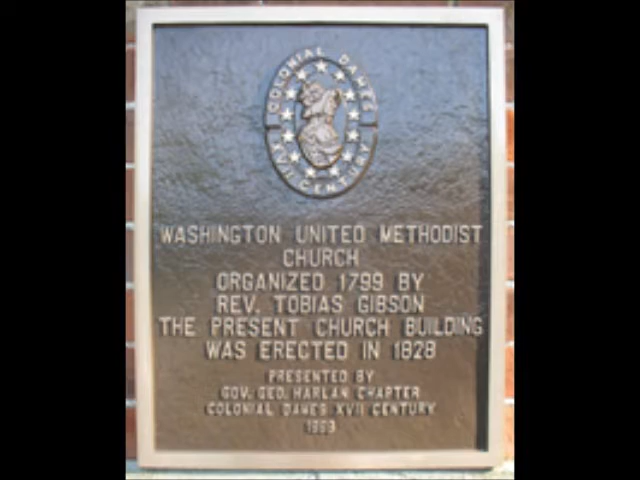 COLONIAL DAMES
XVII CENTURY
WASHINGTON UNITED METHODIST
CHURCH
ORGANIZED 1799 BY
REV. TOBIAS GIBSON
THE PRESENT CHURCH BUILDING
WAS ERECTED IN 1828
PRESENTED BY
GOV. GEO. HARLAN CHAPTER
COLONIAL DAMES XVII CENTURY